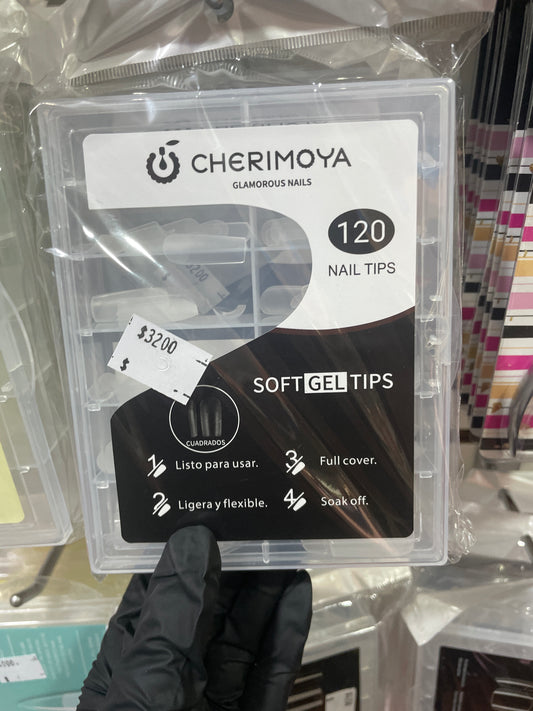 CHERIMOYA
GLAMOROUS NAILS
120
NAIL TIPS
3200
$3200
$
SOFT GEL TIPS
CUADRADOS
1 Listo para usar.
3 Full cover.
2 Ligera y flexible.
4 Soak off.